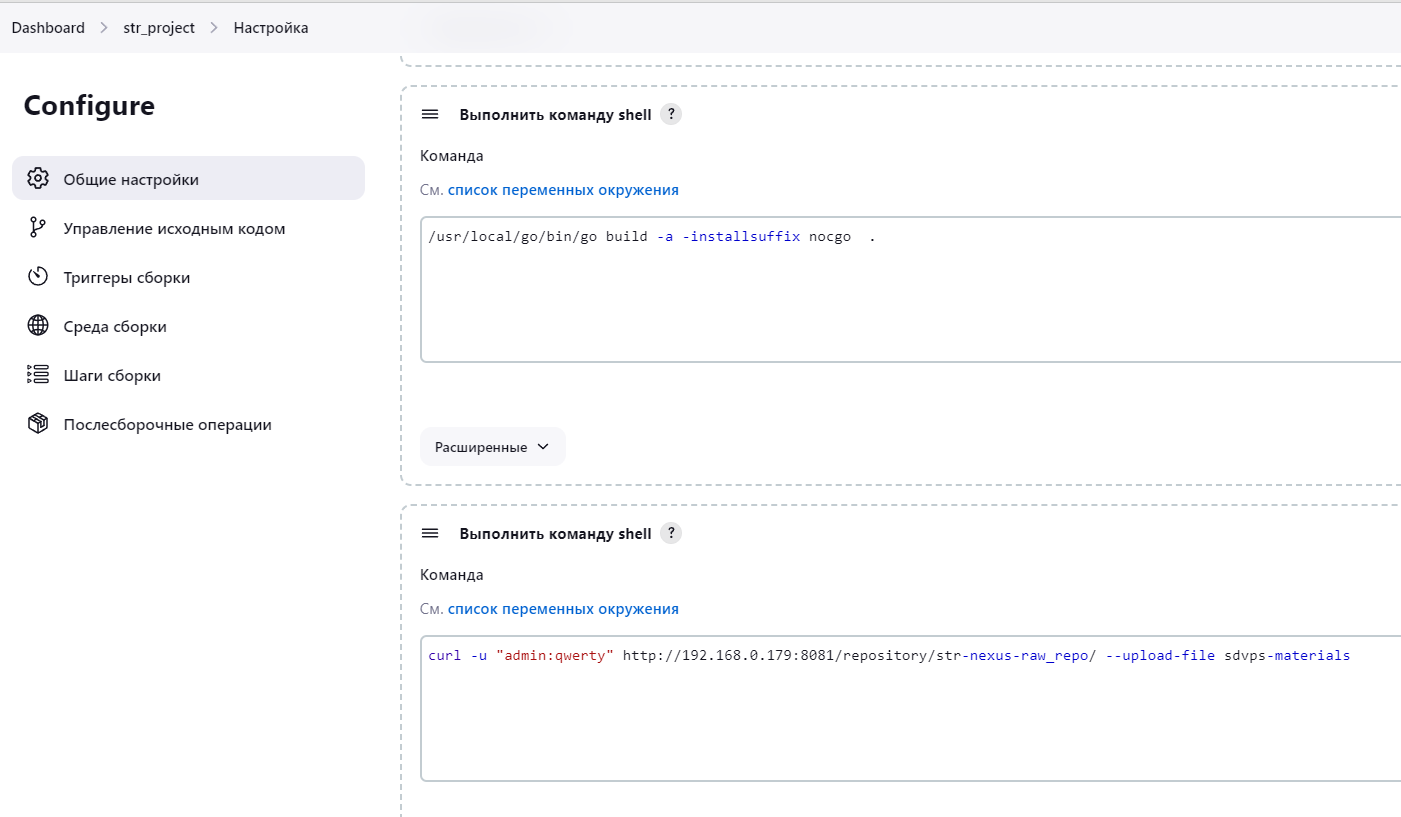 Dashboard > str_project > Настройка
Configure
Общие настройки
Управление исходным кодом
Триггеры сборки
Среда сборки
Шаги сборки
Послесборочные операции
Выполнить команду shell ?
Команда
См. список переменных окружения
/usr/local/go/bin/go build -a -installsuffix nocgo  .
Расширенные
Выполнить команду shell ?
Команда
См. список переменных окружения
curl -u "admin:qwerty" http://192.168.0.179:8081/repository/str-nexus-raw_repo/ --upload-file sdvps-materials